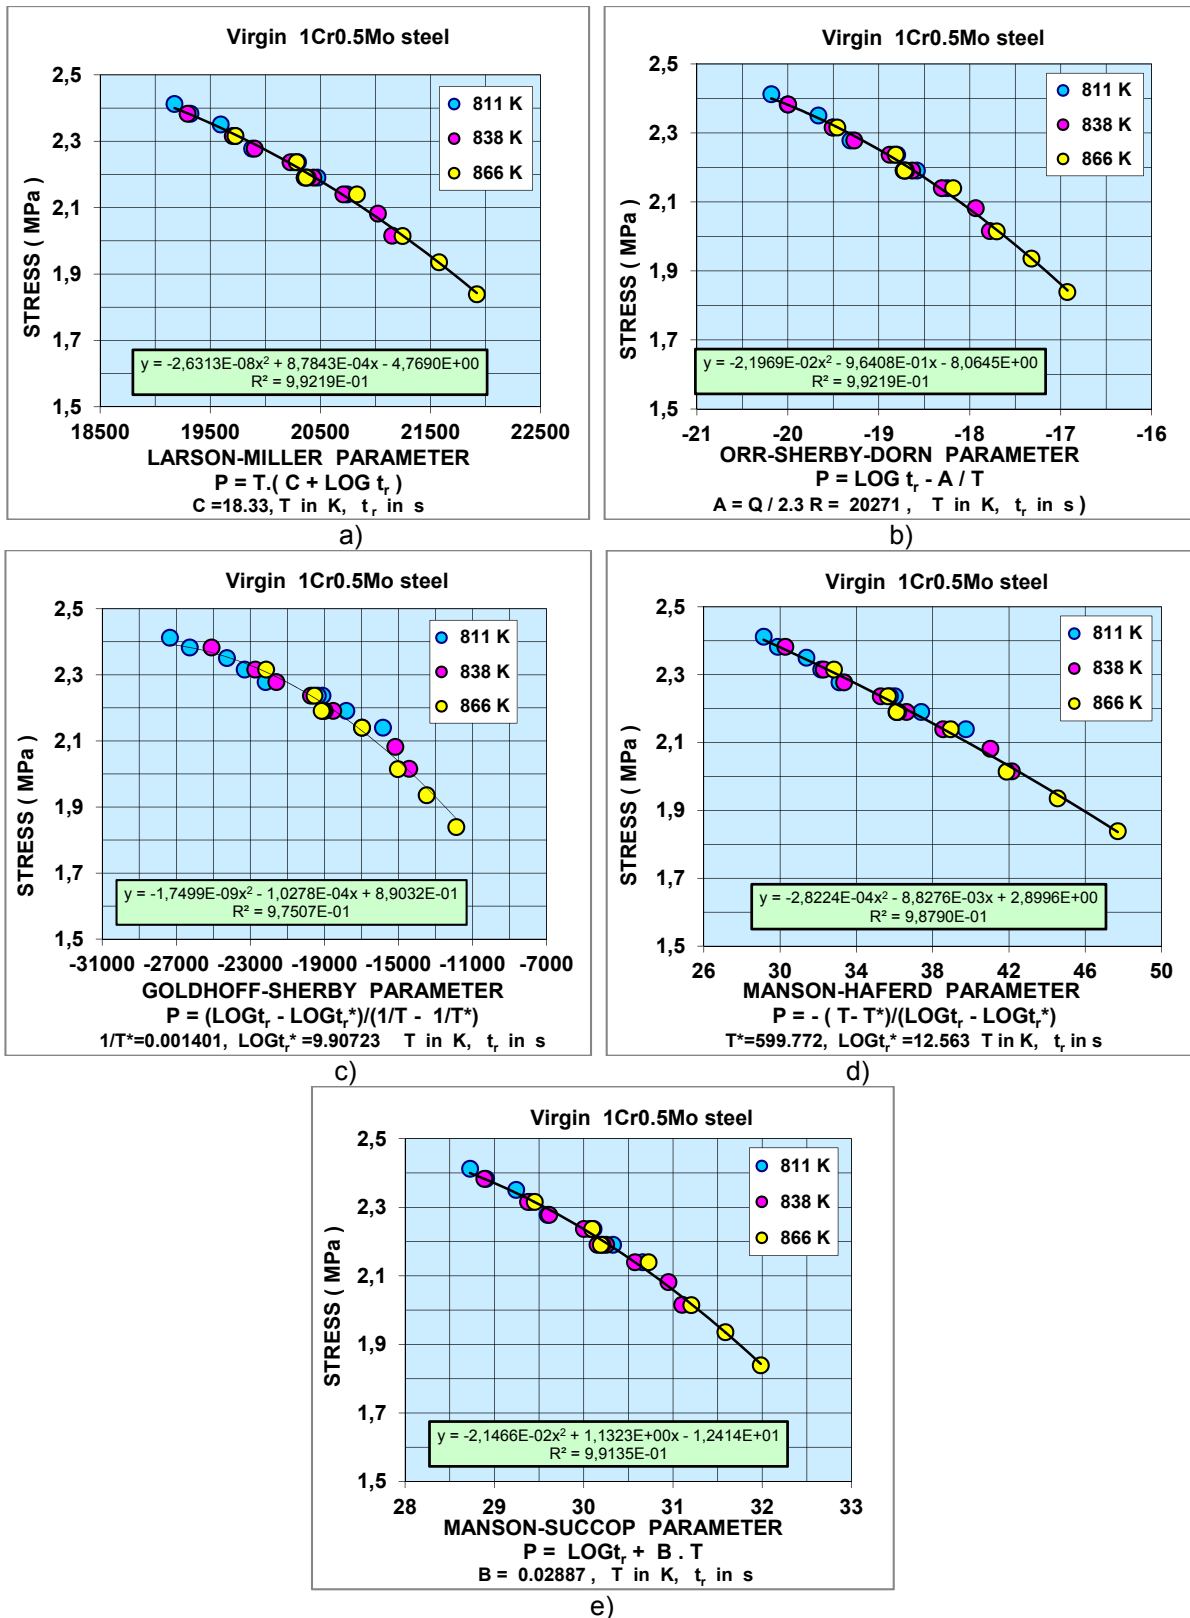 Virgin 1Cr0.5Mo steel
2,5
2,3
2,1
1,9
1,7
1,5
STRESS ( MPa )
811 K
838 K
866 K
y = -2,6313E-08x² + 8,7843E-04x - 4,7690E+00
R² = 9,9219E-01
18500 19500 20500 21500 22500
LARSON-MILLER PARAMETER
P = T.( C + LOG tr )
C =18.33, T in K, tr in s
a)
Virgin 1Cr0.5Mo steel
2,5
2,3
2,1
1,9
1,7
1,5
STRESS ( MPa )
811 K
838 K
866 K
y = -2,1969E-02x² - 9,6408E-01x - 8,0645E+00
R² = 9,9219E-01
-21 -20 -19 -18 -17 -16
ORR-SHERBY-DORN PARAMETER
P = LOG tr - A / T
A = Q / 2.3 R = 20271 , T in K, tr in s )
b)
Virgin 1Cr0.5Mo steel
2,5
2,3
2,1
1,9
1,7
1,5
STRESS ( MPa )
811 K
838 K
866 K
y = -1,7499E-09x² - 1,0278E-04x + 8,9032E-01
R² = 9,7507E-01
-31000 -27000 -23000 -19000 -15000 -11000 -7000
GOLDHOFF-SHERBY PARAMETER
P = (LOGtr - LOGtr*)/(1/T - 1/T*)
1/T*=0.001401, LOGtr* =9.90723 T in K, tr in s
c)
Virgin 1Cr0.5Mo steel
2,5
2,3
2,1
1,9
1,7
1,5
STRESS ( MPa )
811 K
838 K
866 K
y = -2,8224E-04x² - 8,8276E-03x + 2,8996E+00
R² = 9,8790E-01
26 30 34 38 42 46 50
MANSON-HAFERD PARAMETER
P = - ( T- T*)/(LOGtr - LOGtr*)
T*=599.772, LOGtr* =12.563 T in K, tr in s
d)
Virgin 1Cr0.5Mo steel
2,5
2,3
2,1
1,9
1,7
1,5
STRESS ( MPa )
811 K
838 K
866 K
y = -2,1466E-02x² + 1,1323E+00x - 1,2414E+01
R² = 9,9135E-01
28 29 30 31 32 33
MANSON-SUCCOP PARAMETER
P = LOGtr + B . T
B = 0.02887 , T in K, tr in s
e)